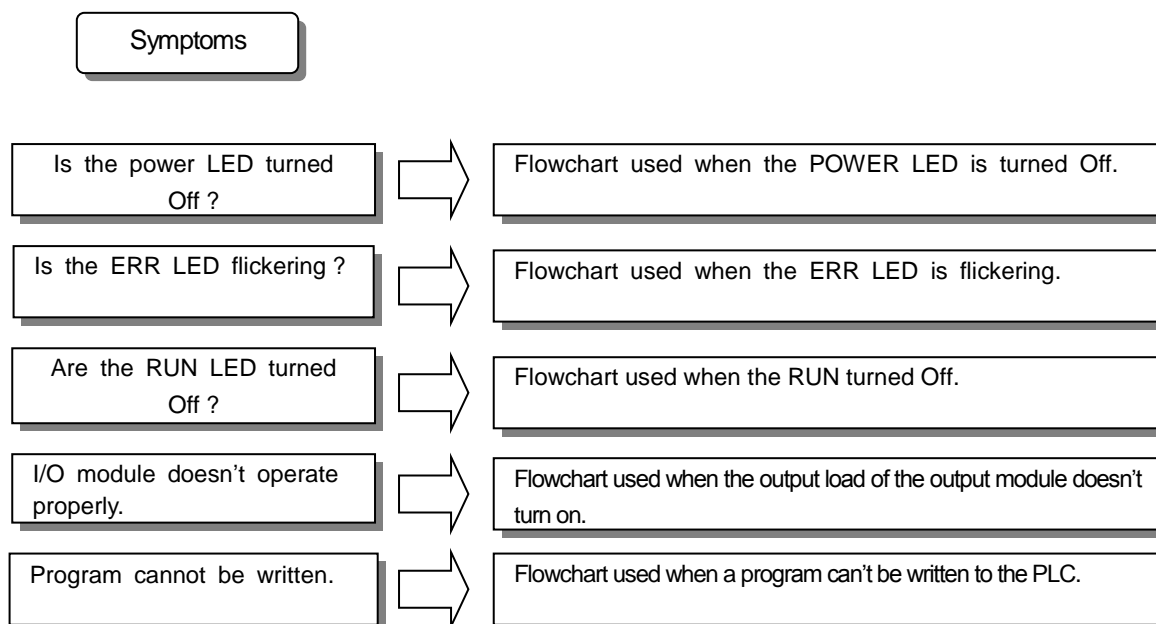 Symptoms
Is the power LED turned
Off ?
Flowchart used when the POWER LED is turned Off.
Is the ERR LED flickering ?
Flowchart used when the ERR LED is flickering.
Are the RUN LED turned
Off ?
Flowchart used when the RUN turned Off.
I/O module doesn’t operate
properly.
Flowchart used when the output load of the output module doesn’t
turn on.
Program cannot be written.
Flowchart used when a program can’t be written to the PLC.